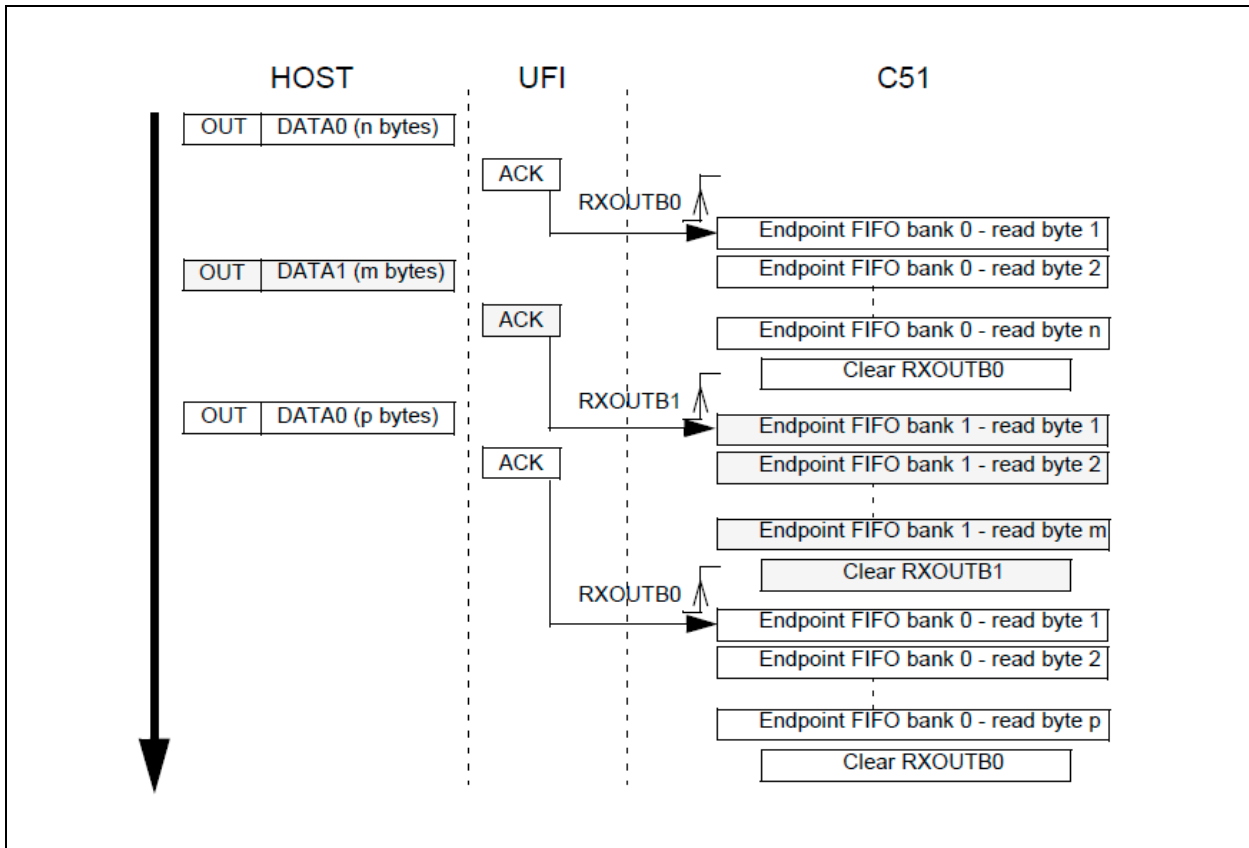 HOST UFI C51
OUT DATA0 (n bytes)
ACK
RXOUTB0
Endpoint FIFO bank 0 - read byte 1
OUT DATA1 (m bytes)
Endpoint FIFO bank 0 - read byte 2
ACK
Endpoint FIFO bank 0 - read byte n
Clear RXOUTB0
RXOUTB1
OUT DATA0 (p bytes)
Endpoint FIFO bank 1 - read byte 1
ACK
Endpoint FIFO bank 1 - read byte 2
Endpoint FIFO bank 1 - read byte m
Clear RXOUTB1
RXOUTB0
Endpoint FIFO bank 0 - read byte 1
Endpoint FIFO bank 0 - read byte 2
Endpoint FIFO bank 0 - read byte p
Clear RXOUTB0